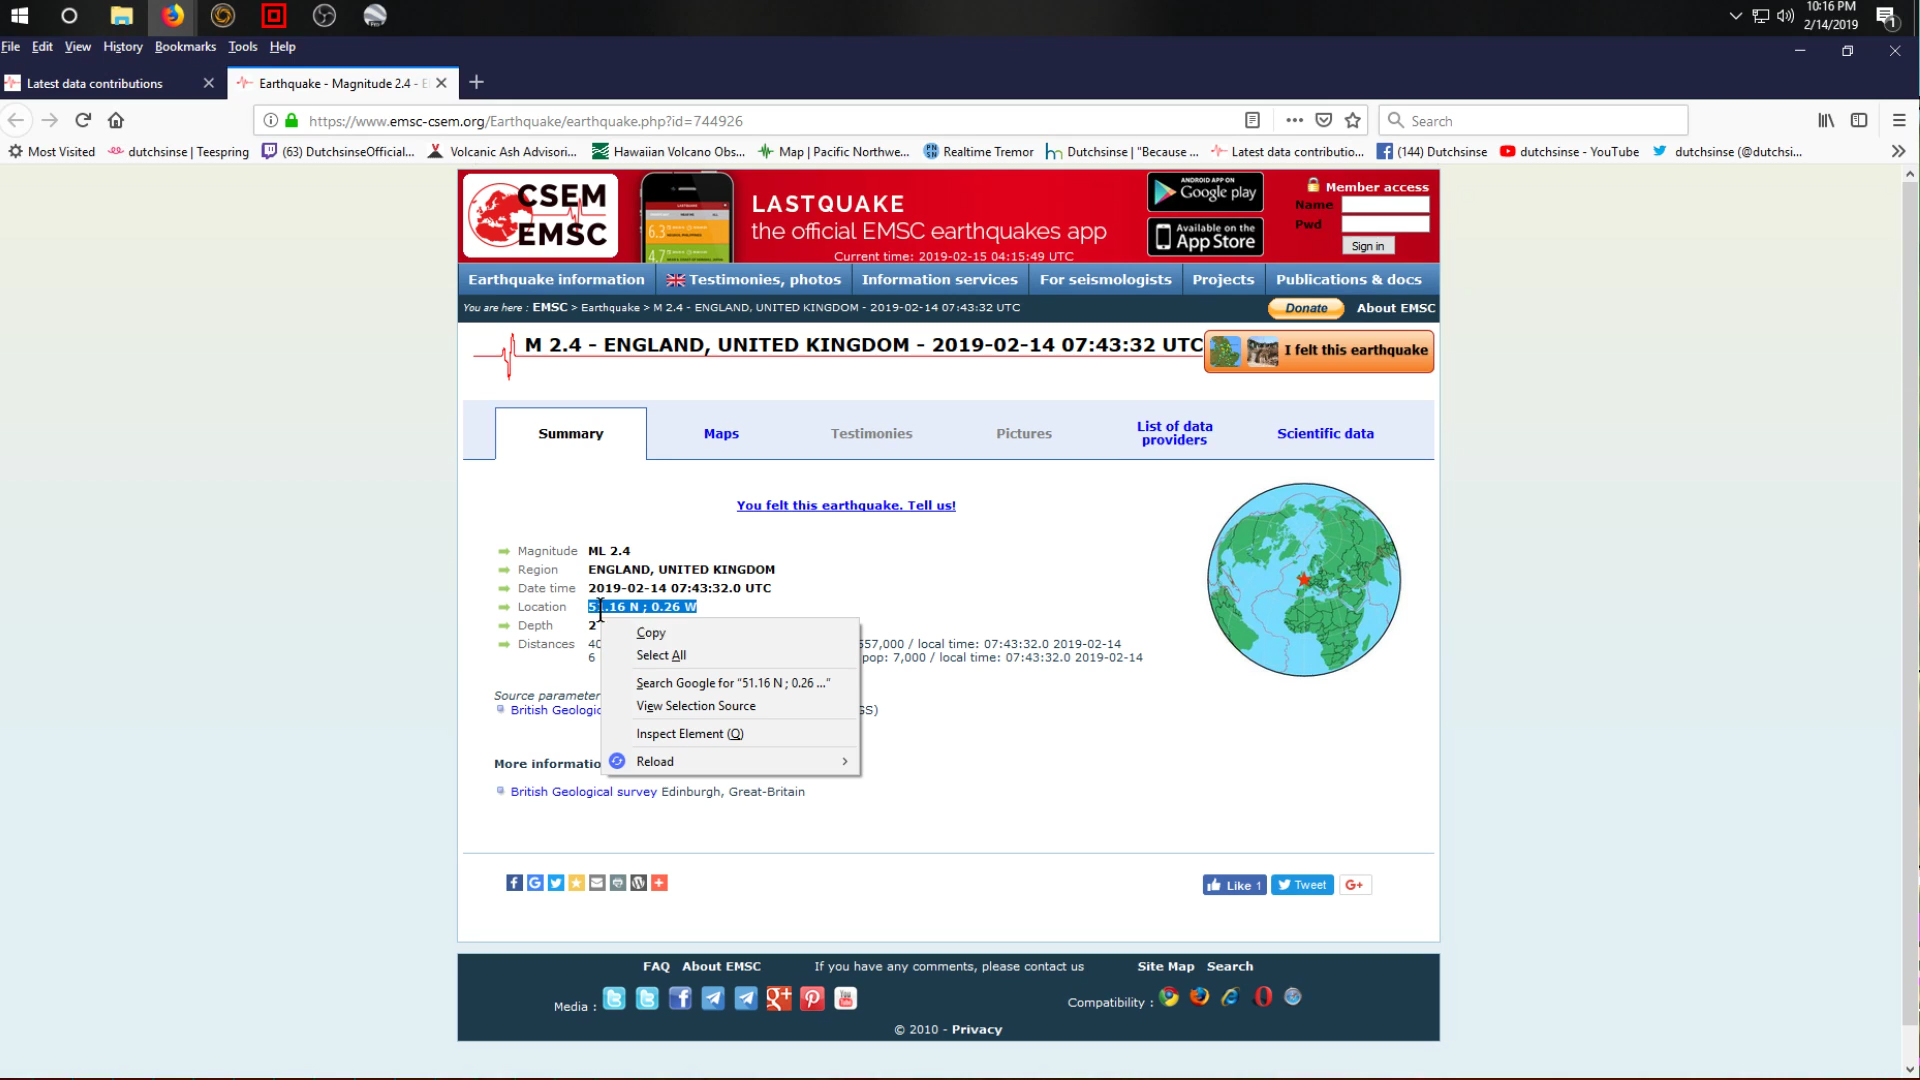 10:16 PM
2/14/2019
1
File Edit View History Bookmarks Tools Help
Latest data contributions
Earthquake - Magnitude 2.4 - E
https://www.emsc-csem.org/Earthquake/earthquake.php?id=744926
Search
Most Visited
dutchsinse | Teespring
(63) DutchsinseOfficial...
Volcanic Ash Advisori...
Hawaiian Volcano Obs...
Map | Pacific Northwe...
Realtime Tremor
Dutchsinse | "Because ...
Latest data contributio...
(144) Dutchsinse
dutchsinse - YouTube
dutchsinse (@dutchsi...
CSEM
EMSC
6.3
4.7
LASTQUAKE
the official EMSC earthquakes app
Current time: 2019-02-15 04:15:49 UTC
ANDROID APP ON
Google play
Available on the
App Store
Member access
Name
Pwd
Sign in
Earthquake information
Testimonies, photos
Information services
For seismologists
Projects
Publications & docs
You are here : EMSC > Earthquake > M 2.4 - ENGLAND, UNITED KINGDOM - 2019-02-14 07:43:32 UTC
Donate
About EMSC
M 2.4 - ENGLAND, UNITED KINGDOM - 2019-02-14 07:43:32 UTC
I felt this earthquake
Summary
Maps
Testimonies
Pictures
List of data
providers
Scientific data
You felt this earthquake. Tell us!
Magnitude ML 2.4
Region ENGLAND, UNITED KINGDOM
Date time 2019-02-14 07:43:32.0 UTC
Location 51.16 N ; 0.26 W
Depth 2
Distances 40 557,000 / local time: 07:43:32.0 2019-02-14
6 pop: 7,000 / local time: 07:43:32.0 2019-02-14
Copy
Select All
Search Google for "51.16 N ; 0.26 ..."
View Selection Source
Inspect Element (Q)
Reload
Source parameter
British Geologic GS)
More informatio
British Geological survey Edinburgh, Great-Britain
Like 1
Tweet
G+
FAQ About EMSC
If you have any comments, please contact us
Site Map Search
Media :
Compatibility :
© 2010 - Privacy